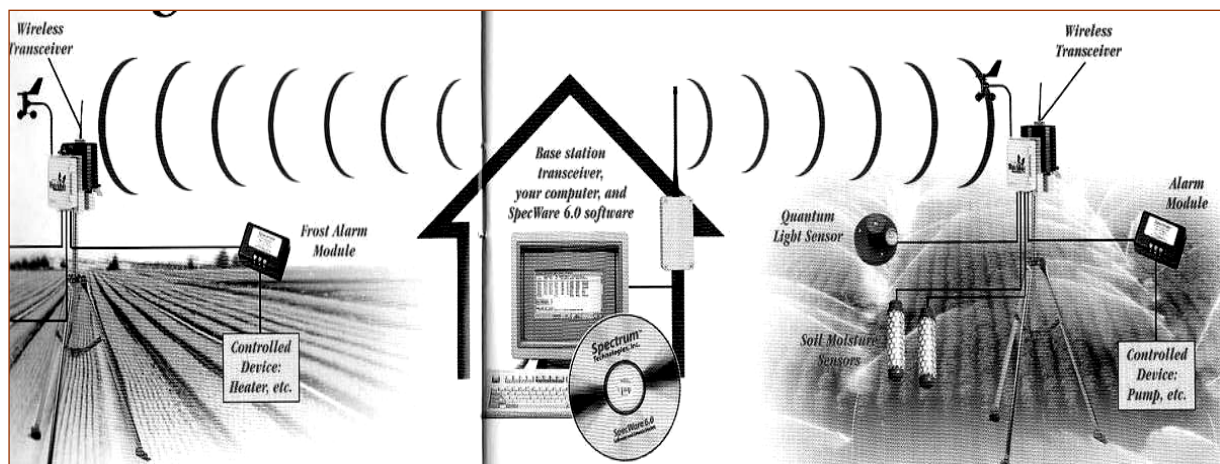 Wireless
Transceiver
Frost Alarm
Module
Controlled
Device:
Heater, etc.
Base station
transceiver,
your computer, and
SpecWare 6.0 software
Spectrum™
Technologies, Inc.
SpecWare 6.0
Wireless
Transceiver
Quantum
Light Sensor
Alarm
Module
Soil Moisture
Sensors
Controlled
Device:
Pump, etc.